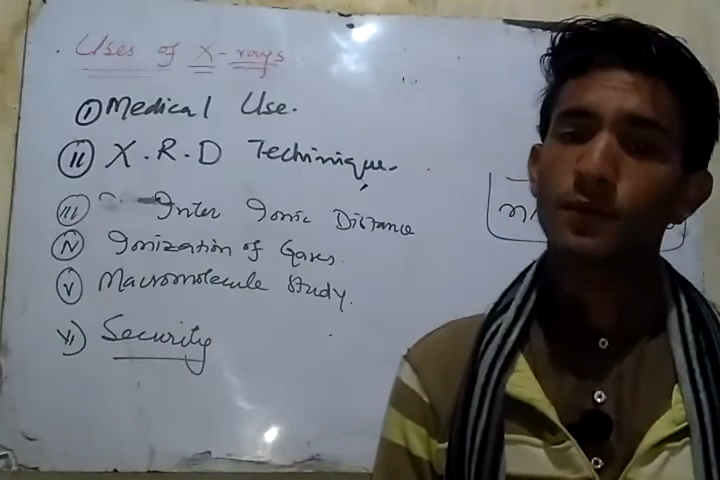 Uses of X-rays
I Medical Use.
II X.R.D Techinique.
III Inter Ionic Distance
IV Ionization of Gases.
V Macromolecule Study.
VI) Security